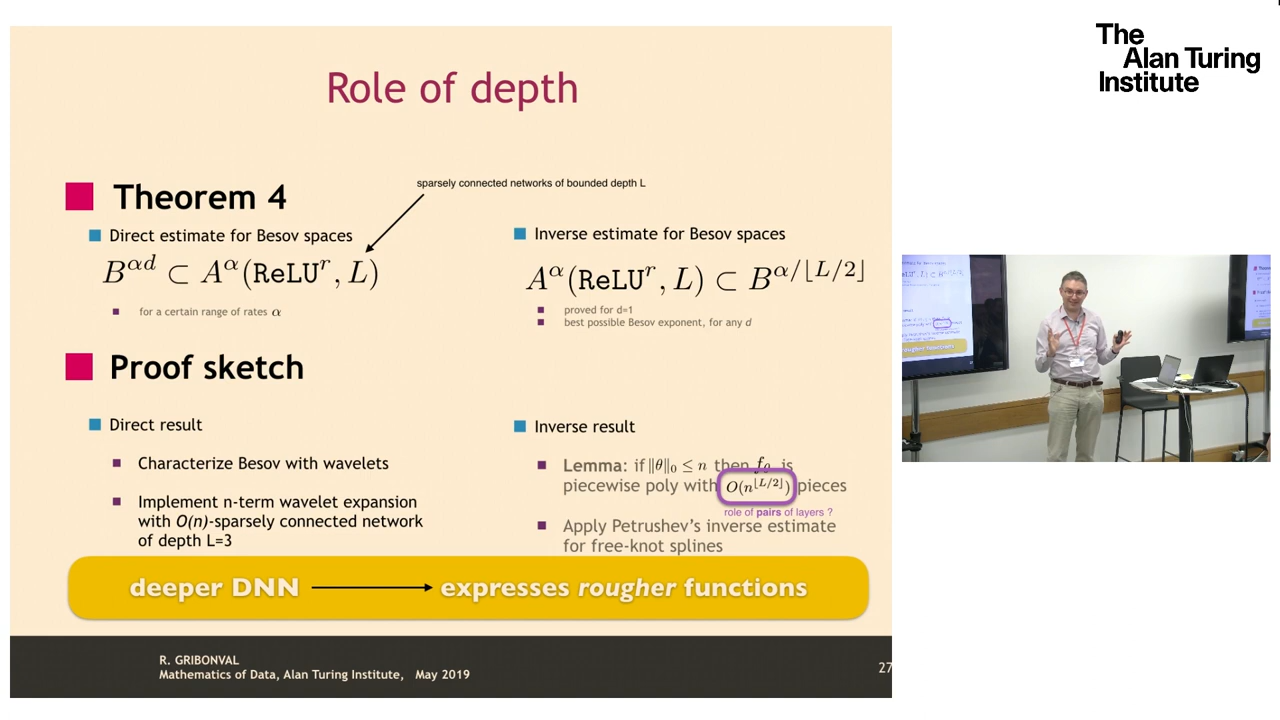 The
Alan Turing
Institute
Role of depth
sparsely connected networks of bounded depth L
Theorem 4
Direct estimate for Besov spaces
B^{αd} ⊂ A^α(ReLU^r, L)
for a certain range of rates α
Inverse estimate for Besov spaces
A^α(ReLU^r, L) ⊂ B^{α/⌊L/2⌋}
proved for d=1
best possible Besov exponent, for any d
Proof sketch
Direct result
Characterize Besov with wavelets
Implement n-term wavelet expansion
with O(n)-sparsely connected network
of depth L=3
Inverse result
Lemma: if ‖θ‖₀ ≤ n then f_θ is
piecewise poly with O(n^{⌊L/2⌋}) pieces
role of pairs of layers ?
Apply Petrushev's inverse estimate
for free-knot splines
deeper DNN → expresses rougher functions
R. GRIBONVAL
Mathematics of Data, Alan Turing Institute, May 2019
27